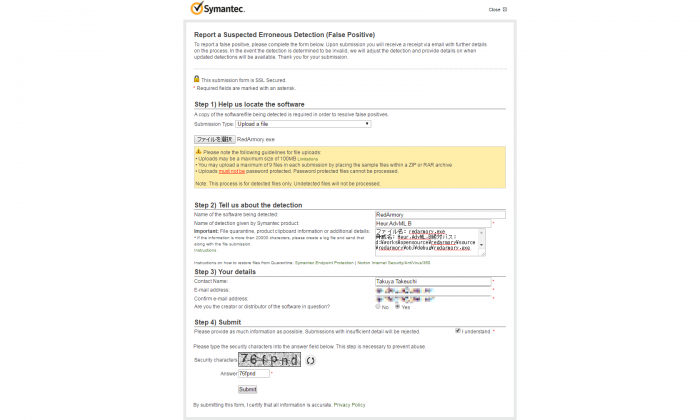 Symantec.
Close
Report a Suspected Erroneous Detection (False Positive)
To report a false positive, please complete the form below. Upon submission you will receive a receipt via email with further details
on the process. In the event the detection is determined to be invalid; we will adjust the detection and provide details on when
updated detections will be available. Thank you for your submission.
This submission form is SSL Secured
* Required fields are marked with an asterisk.
Step 1) Help us locate the software
A copy of the software/file being detected is required in order to resolve false positives.
Submission Type: Upload a file
ファイルを選択 RedArmory.exe
Please note the following guidelines for file uploads:
• Uploads may be a maximum size of 100MB Limitations
• You may upload a maximum of 9 files in each submission by placing the sample files within a ZIP or RAR archive.
• Uploads must not be password protected. Password protected files cannot be processed.
Note: This process is for detected files only. Undetected files will not be processed.
Step 2) Tell us about the detection
Name of the software being detected: RedArmory
Name of detection given by Symantec product: Heur.AdvML.B *
Important: File quarantine, product clipboard information or additional details:
* If the information is more than 20000 characters, please create a log file and send that
along with the file submission.
Instructions
ファイル名: redarmory.exe
脅威名: Heur.AdvML.B絶対パス:
d:¥works¥opensource¥redarmory¥source
¥redarmory¥obj¥debug¥redarmory.exe
Instructions on how to restore files from Quarantine: Symantec Endpoint Protection | Norton Internet Security/AntiVirus/360
Step 3) Your details
Contact Name: Takuya Takeuchi *
E-mail address: *
Confirm e-mail address: *
Are you the creator or distributor of the software in question? No Yes
Step 4) Submit
Please provide as much information as possible. Submissions with insufficient detail will be rejected. I understand. *
Please type the security characters into the answer field below. This step is necessary to prevent abuse.
Security characters 76fpnd
Answer 76fpnd *
Submit
By submitting this form, I certify that all information is accurate. Privacy Policy